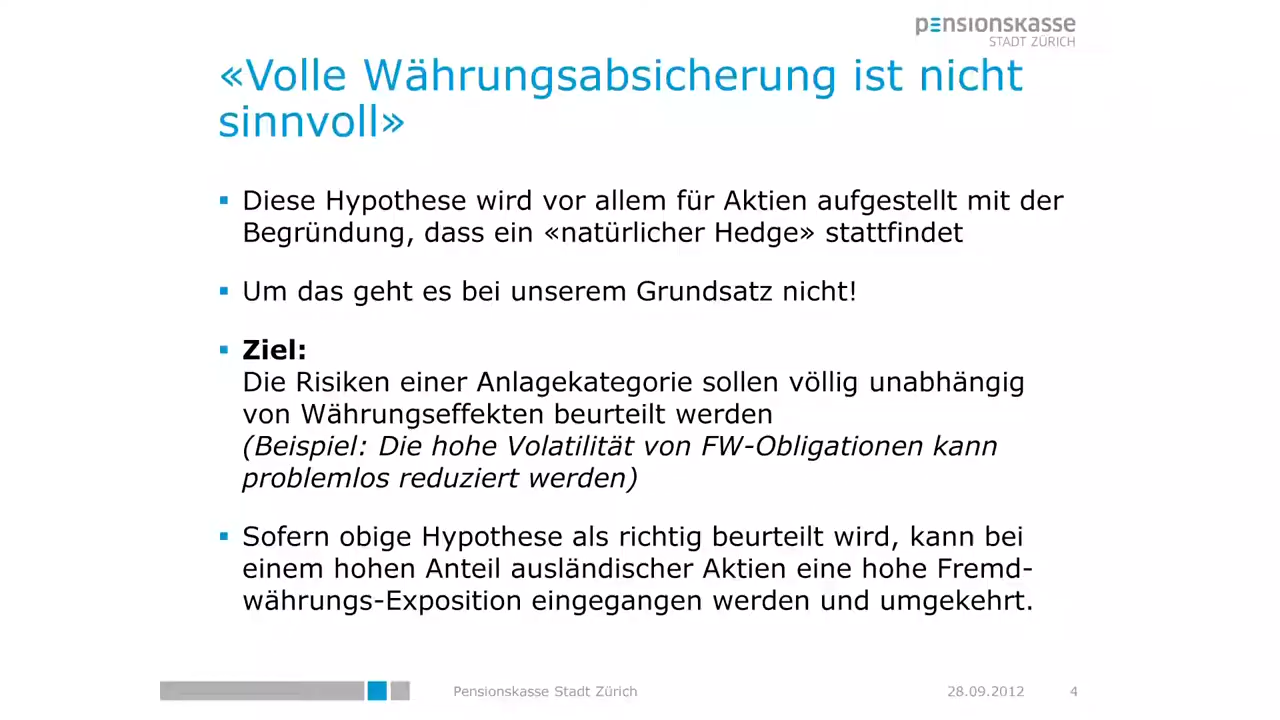 pensionskasse
STADT ZÜRICH
«Volle Währungsabsicherung ist nicht
sinnvoll»
Diese Hypothese wird vor allem für Aktien aufgestellt mit der
Begründung, dass ein «natürlicher Hedge» stattfindet
Um das geht es bei unserem Grundsatz nicht!
Ziel:
Die Risiken einer Anlagekategorie sollen völlig unabhängig
von Währungseffekten beurteilt werden
(Beispiel: Die hohe Volatilität von FW-Obligationen kann
problemlos reduziert werden)
Sofern obige Hypothese als richtig beurteilt wird, kann bei
einem hohen Anteil ausländischer Aktien eine hohe Fremd-
währungs-Exposition eingegangen werden und umgekehrt.
Pensionskasse Stadt Zürich 28.09.2012 4